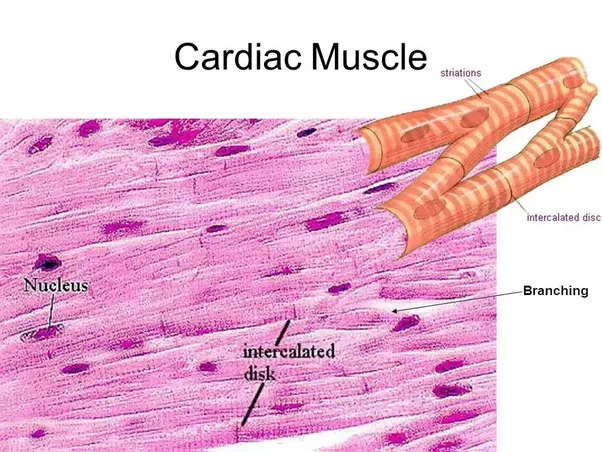 Cardiac Muscle
striations
intercalated disc
Nucleus
Branching
intercalated
disk